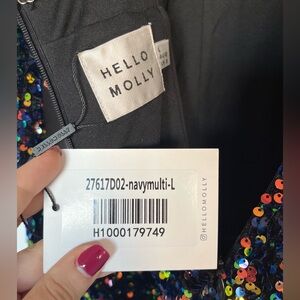 HELLO
MOLLY
L
27617D02-navymulti-L
H1000179749
HELLOMOLLY